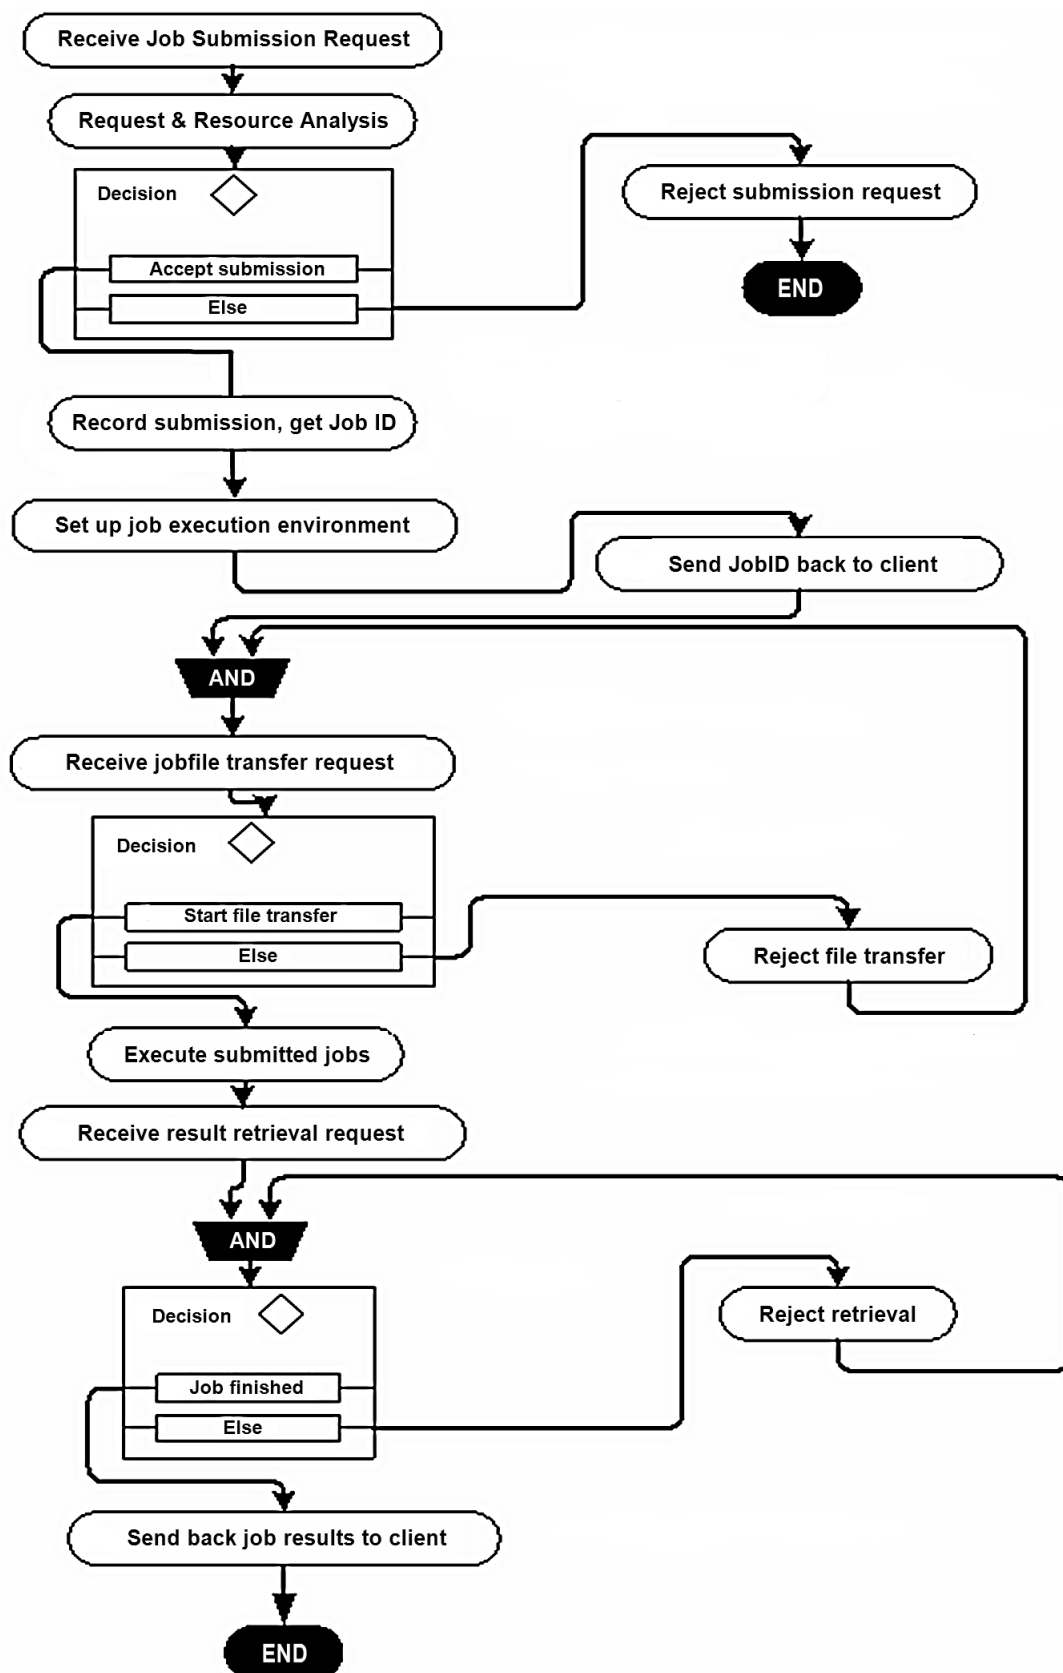 Receive Job Submission Request
Request & Resource Analysis
Decision
Accept submission
Else
Reject submission request
END
Record submission, get Job ID
Set up job execution environment
Send JobID back to client
AND
Receive jobfile transfer request
Decision
Start file transfer
Else
Reject file transfer
Execute submitted jobs
Receive result retrieval request
AND
Decision
Job finished
Else
Reject retrieval
Send back job results to client
END